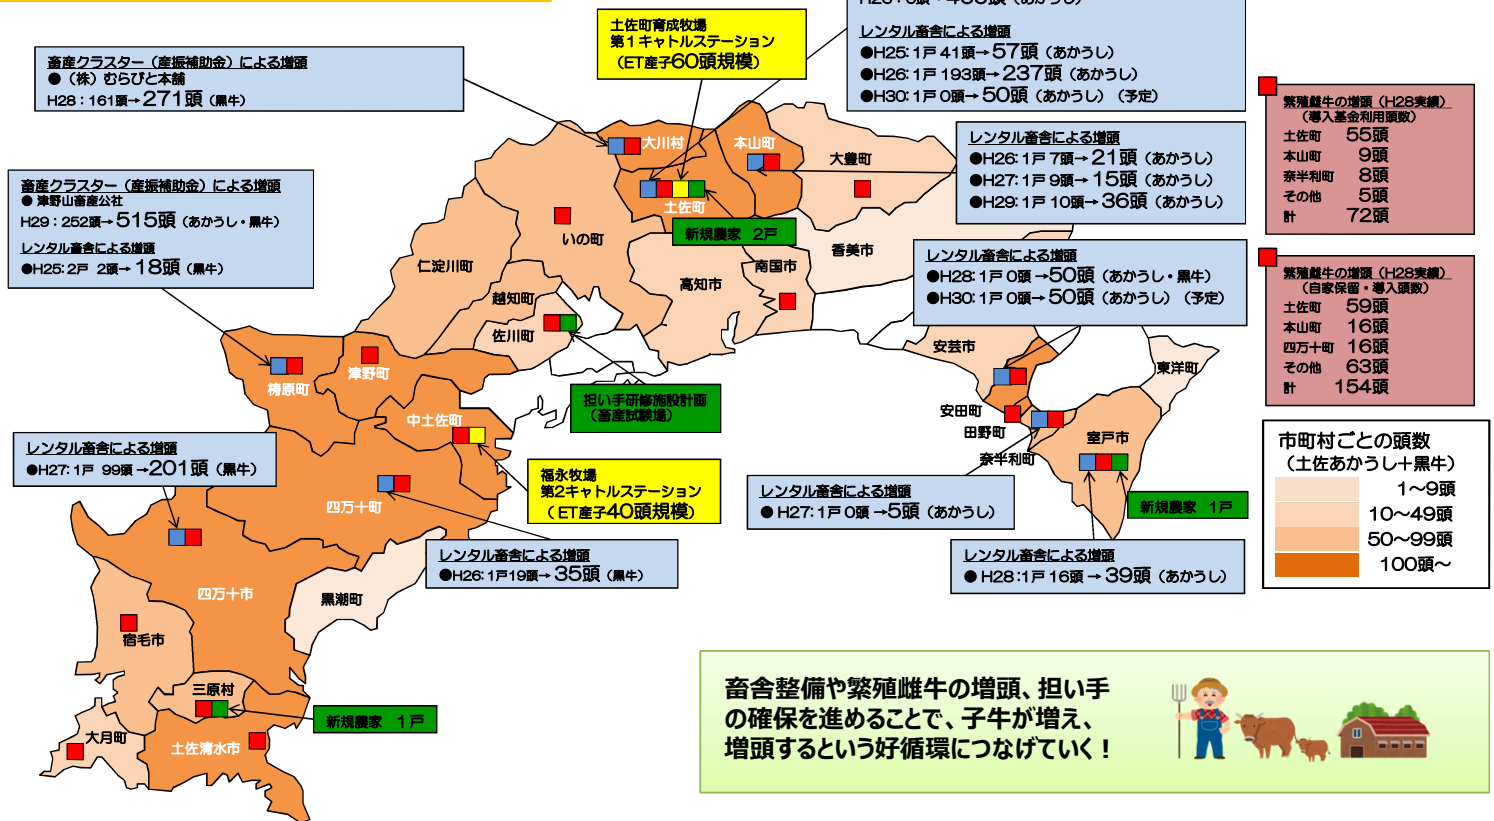 土佐町育成牧場
第1キャトルステーション
(ET産子60頭規模)
レンタル畜舎による増頭
●H25:1戸 41頭→57頭(あかうし)
●H26:1戸 193頭→237頭(あかうし)
●H30:1戸 0頭→50頭(あかうし)(予定)
畜産クラスター(産振補助金)による増頭
●(株)むらびと本舗
H28:161頭→271頭(黒牛)
レンタル畜舎による増頭
●H26:1戸 7頭→21頭(あかうし)
●H27:1戸 9頭→15頭(あかうし)
●H29:1戸 10頭→36頭(あかうし)
繁殖雌牛の増頭(H28実績)
(導入基金利用頭数)
土佐町 55頭
本山町 9頭
奈半利町 8頭
その他 5頭
計 72頭
畜産クラスター(産振補助金)による増頭
● 津野山畜産公社
H29:252頭→515頭(あかうし・黒牛)
レンタル畜舎による増頭
●H25:2戸 2頭→18頭(黒牛)
レンタル畜舎による増頭
●H28:1戸 0頭→50頭(あかうし・黒牛)
●H30:1戸 0頭→50頭(あかうし)(予定)
繁殖雌牛の増頭(H28実績)
(自家保留・導入頭数)
土佐町 59頭
本山町 16頭
四万十町 16頭
その他 63頭
計 154頭
大川村
本山町
大豊町
土佐町
新規農家 2戸
いの町
香美市
仁淀川町
南国市
高知市
越知町
佐川町
安芸市
東洋町
津野町
梼原町
担い手研修施設計画
(畜産試験場)
中土佐町
安田町
田野町
室戸市
奈半利町
市町村ごとの頭数
(土佐あかうし+黒牛)
1~9頭
10~49頭
50~99頭
100頭~
レンタル畜舎による増頭
●H27:1戸 99頭→201頭(黒牛)
福永牧場
第2キャトルステーション
(ET産子40頭規模)
レンタル畜舎による増頭
● H27:1戸 0頭→5頭(あかうし)
新規農家 1戸
四万十町
レンタル畜舎による増頭
●H26:1戸19頭→35頭(黒牛)
レンタル畜舎による増頭
● H28:1戸 16頭→39頭(あかうし)
四万十市
黒潮町
宿毛市
三原村
新規農家 1戸
大月町
土佐清水市
畜舎整備や繁殖雌牛の増頭、担い手
の確保を進めることで、子牛が増え、
増頭するという好循環につなげていく!